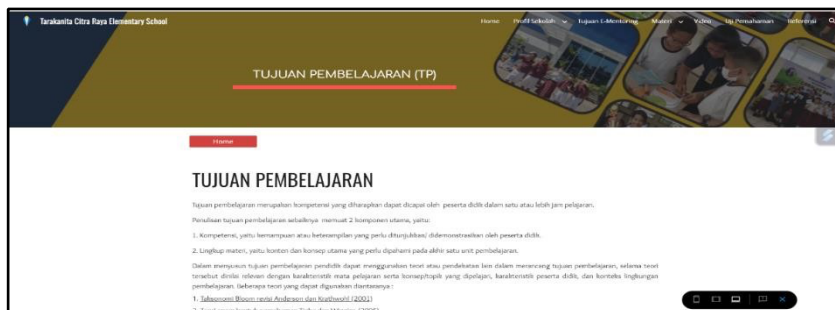 Tarakanita Citra Raya Elementary School
Home Profil Sekolah Tujuan E-Mentoring Materi Video Uji Pemahaman Referensi
TUJUAN PEMBELAJARAN (TP)
Home
TUJUAN PEMBELAJARAN
Tujuan pembelajaran merupakan kompetensi yang diharapkan dapat dicapai oleh peserta didik dalam satu atau lebih jam pelajaran.
Penulisan tujuan pembelajaran sebaiknya memuat 2 komponen utama, yaitu:
1. Kompetensi, yaitu kemampuan atau keterampilan yang perlu ditunjukkan/ didemonstrasikan oleh peserta didik.
2. Lingkup materi, yaitu konten dan konsep utama yang perlu dipahami pada akhir satu unit pembelajaran.
Dalam menyusun tujuan pembelajaran pendidik dapat menggunakan teori atau pendekatan lain dalam merancang tujuan pembelajaran, selama teori
tersebut dinilai relevan dengan karakteristik mata pelajaran serta konsep/topik yang dipelajari, karakteristik peserta didik, dan konteks lingkungan
pembelajaran. Beberapa teori yang dapat digunakan diantaranya :
1. Taksonomi Bloom revisi Anderson dan Krathwohl (2001)